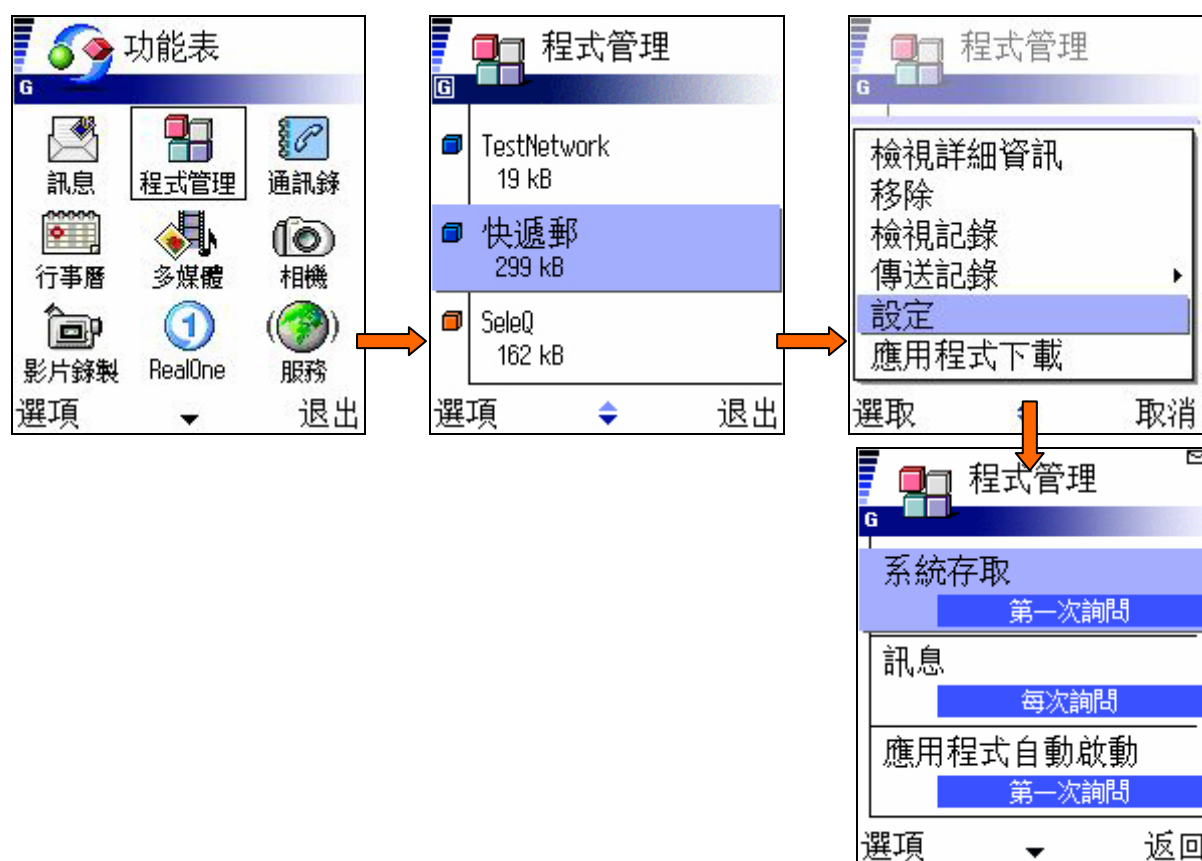 功能表
G
訊息
程式管理
通訊錄
行事曆
多媒體
相機
影片錄製
RealOne
服務
選項
退出
程式管理
G
TestNetwork
19 kB
快遞郵
299 kB
SeleQ
162 kB
選項
退出
程式管理
G
檢視詳細資訊
移除
檢視記錄
傳送記錄
設定
應用程式下載
選取
取消
程式管理
G
系統存取
第一次詢問
訊息
每次詢問
應用程式自動啟動
第一次詢問
選項
返回